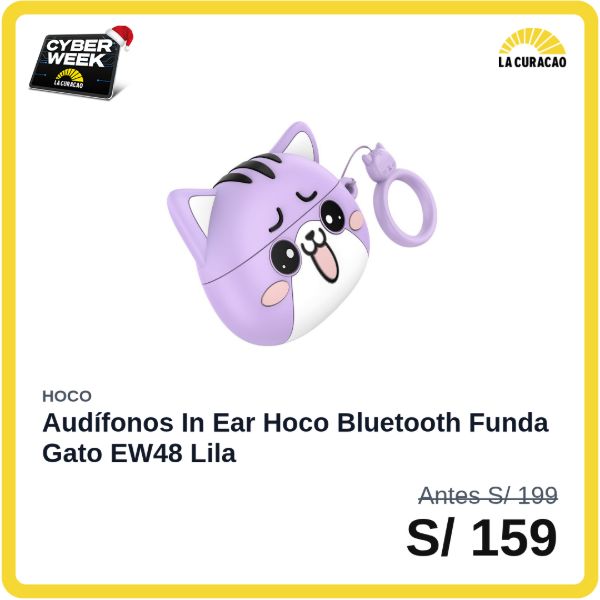 CYBER
WEEK
LA CURACAO
LA CURACAO
HOCO
Audífonos In Ear Hoco Bluetooth Funda
Gato EW48 Lila
Antes S/ 199
S/ 159